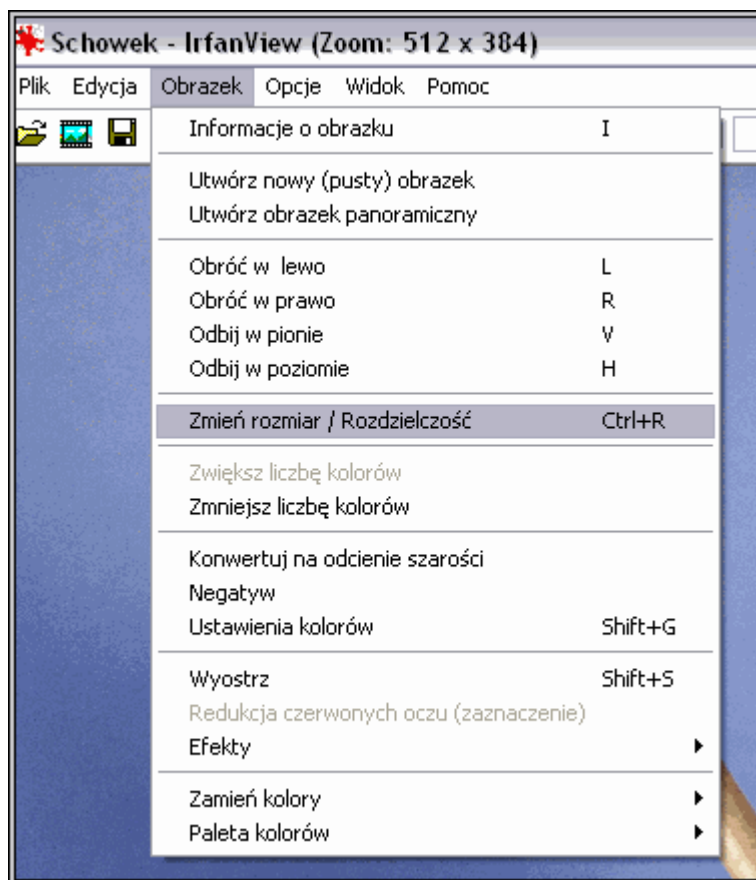 Schowek - IrfanView (Zoom: 512 x 384)
Plik Edycja Obrazek Opcje Widok Pomoc
Informacje o obrazku I
Utwórz nowy (pusty) obrazek
Utwórz obrazek panoramiczny
Obróć w lewo L
Obróć w prawo R
Odbij w pionie V
Odbij w poziomie H
Zmień rozmiar / Rozdzielczość Ctrl+R
Zwiększ liczbę kolorów
Zmniejsz liczbę kolorów
Konwertuj na odcienie szarości
Negatyw
Ustawienia kolorów Shift+G
Wyostrz Shift+S
Redukcja czerwonych oczu (zaznaczenie)
Efekty
Zamień kolory
Paleta kolorów